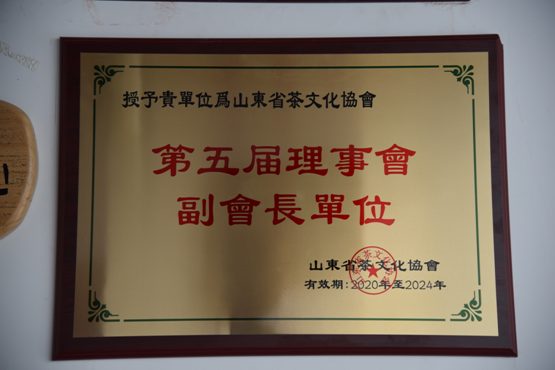 授予貴單位爲山東省茶文化協會
第五届理事會
副會長單位
山東省茶文化協會
有效期:2020年至2024年